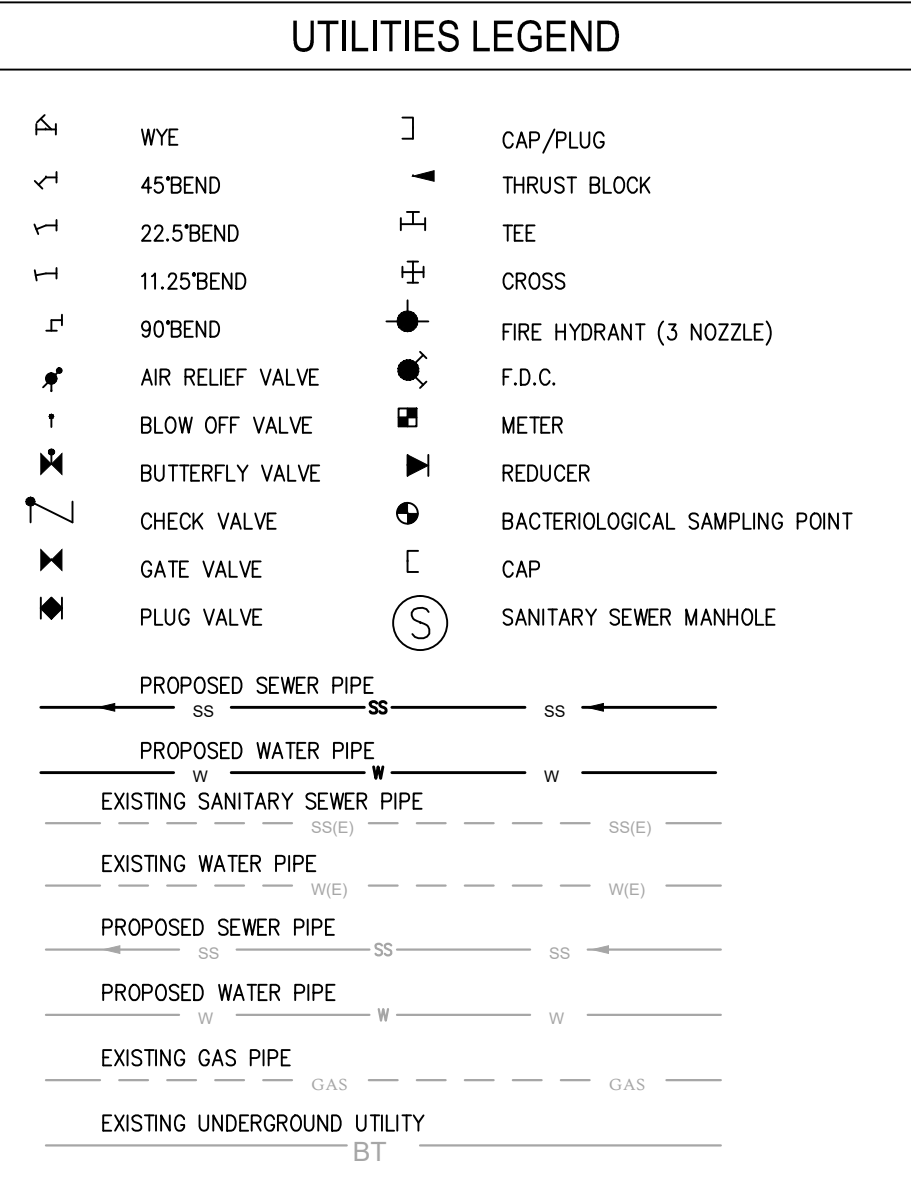 UTILITIES LEGEND
WYE
CAP/PLUG
45°BEND
THRUST BLOCK
22.5°BEND
TEE
11.25°BEND
CROSS
90°BEND
FIRE HYDRANT (3 NOZZLE)
AIR RELIEF VALVE
F.D.C.
BLOW OFF VALVE
METER
BUTTERFLY VALVE
REDUCER
CHECK VALVE
BACTERIOLOGICAL SAMPLING POINT
GATE VALVE
CAP
PLUG VALVE
S
SANITARY SEWER MANHOLE
PROPOSED SEWER PIPE
SS SS SS
PROPOSED WATER PIPE
W W W
EXISTING SANITARY SEWER PIPE
SS(E) SS(E)
EXISTING WATER PIPE
W(E) W(E)
PROPOSED SEWER PIPE
SS SS SS
PROPOSED WATER PIPE
W W W
EXISTING GAS PIPE
GAS GAS
EXISTING UNDERGROUND UTILITY
BT